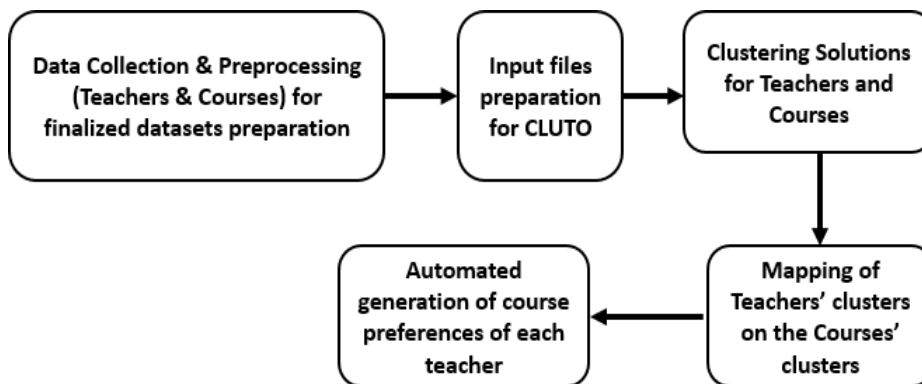 Data Collection & Preprocessing
(Teachers & Courses) for
finalized datasets preparation
Input files
preparation
for CLUTO
Clustering Solutions
for Teachers and
Courses
Mapping of
Teachers’ clusters
on the Courses’
clusters
Automated
generation of course
preferences of each
teacher